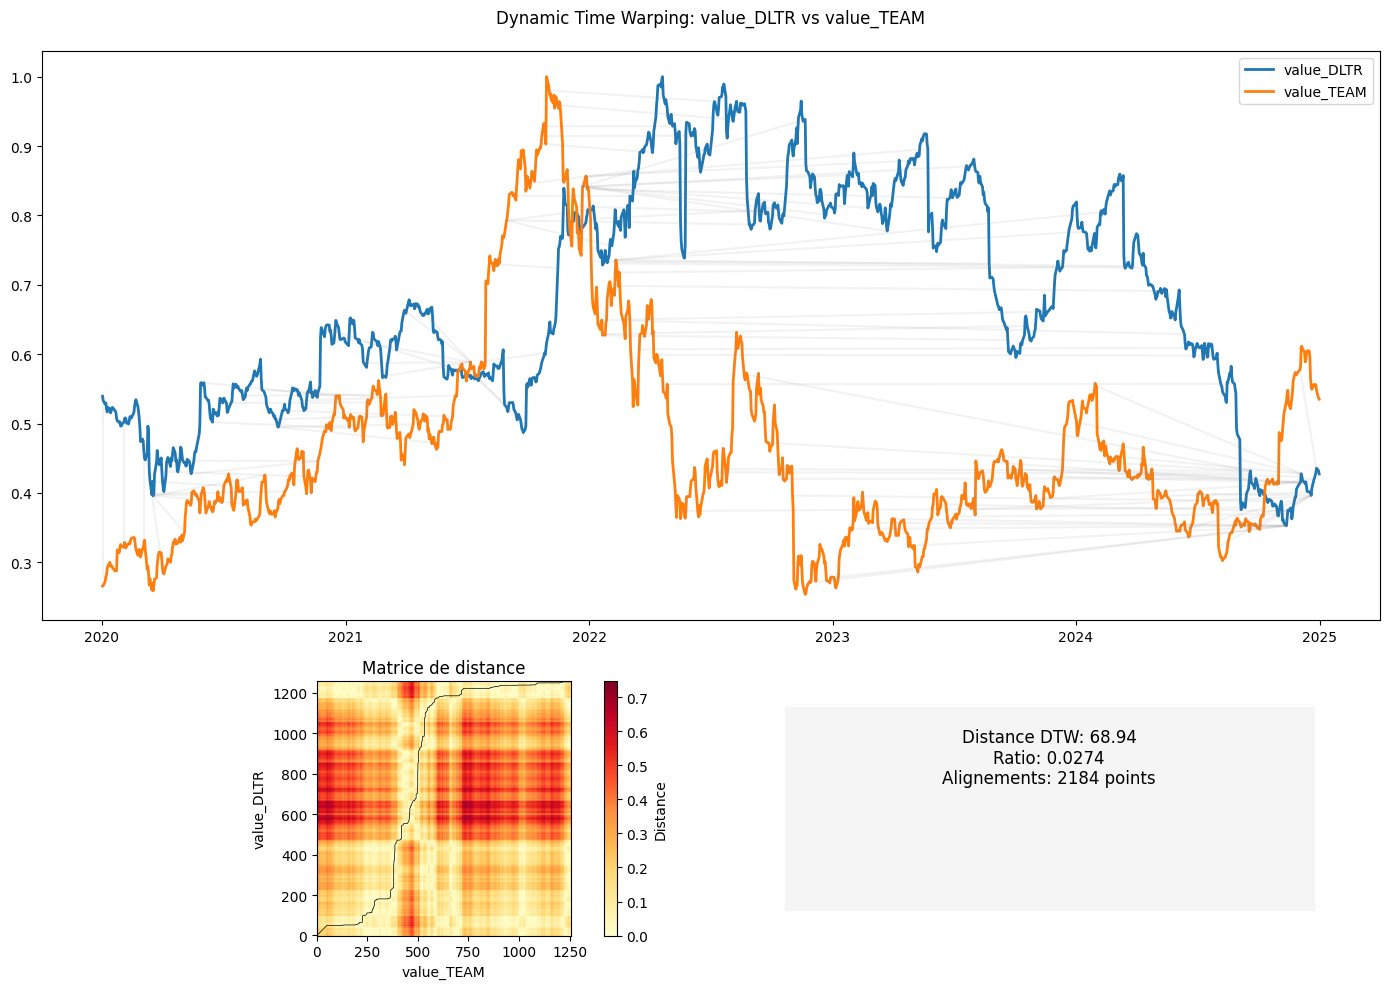 Dynamic Time Warping: value_DLTR vs value_TEAM
value_DLTR
value_TEAM
1.0
0.9
0.8
0.7
0.6
0.5
0.4
0.3
2020 2021 2022 2023 2024 2025
Matrice de distance
value_DLTR
1200
1000
800
600
400
200
0
0 250 500 750 1000 1250
value_TEAM
0.7
0.6
0.5
0.4
0.3
0.2
0.1
0.0
Distance
Distance DTW: 68.94
Ratio: 0.0274
Alignements: 2184 points